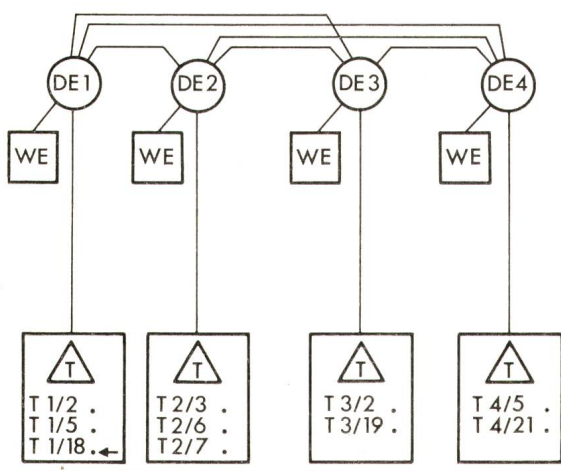 DE1 DE2 DE3 DE4
WE WE WE WE
T T T T
T 1/2 . T 2/3 . T 3/2 . T 4/5 .
T 1/5 . T 2/6 . T 3/19 . T 4/21 .
T 1/18 . T 2/7 .